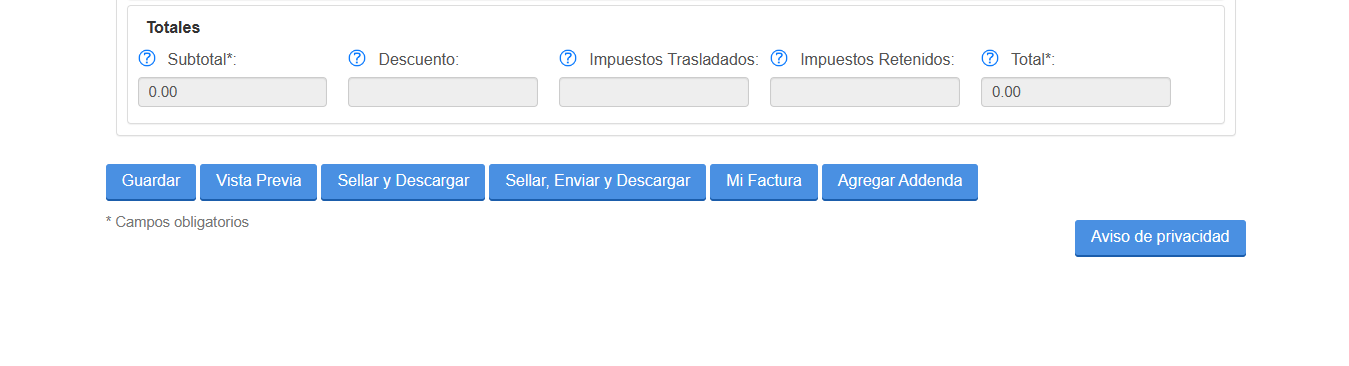 Totales
Subtotal*: Descuento: Impuestos Trasladados: Impuestos Retenidos: Total*:
0.00 0.00
Guardar Vista Previa Sellar y Descargar Sellar, Enviar y Descargar Mi Factura Agregar Addenda
* Campos obligatorios
Aviso de privacidad